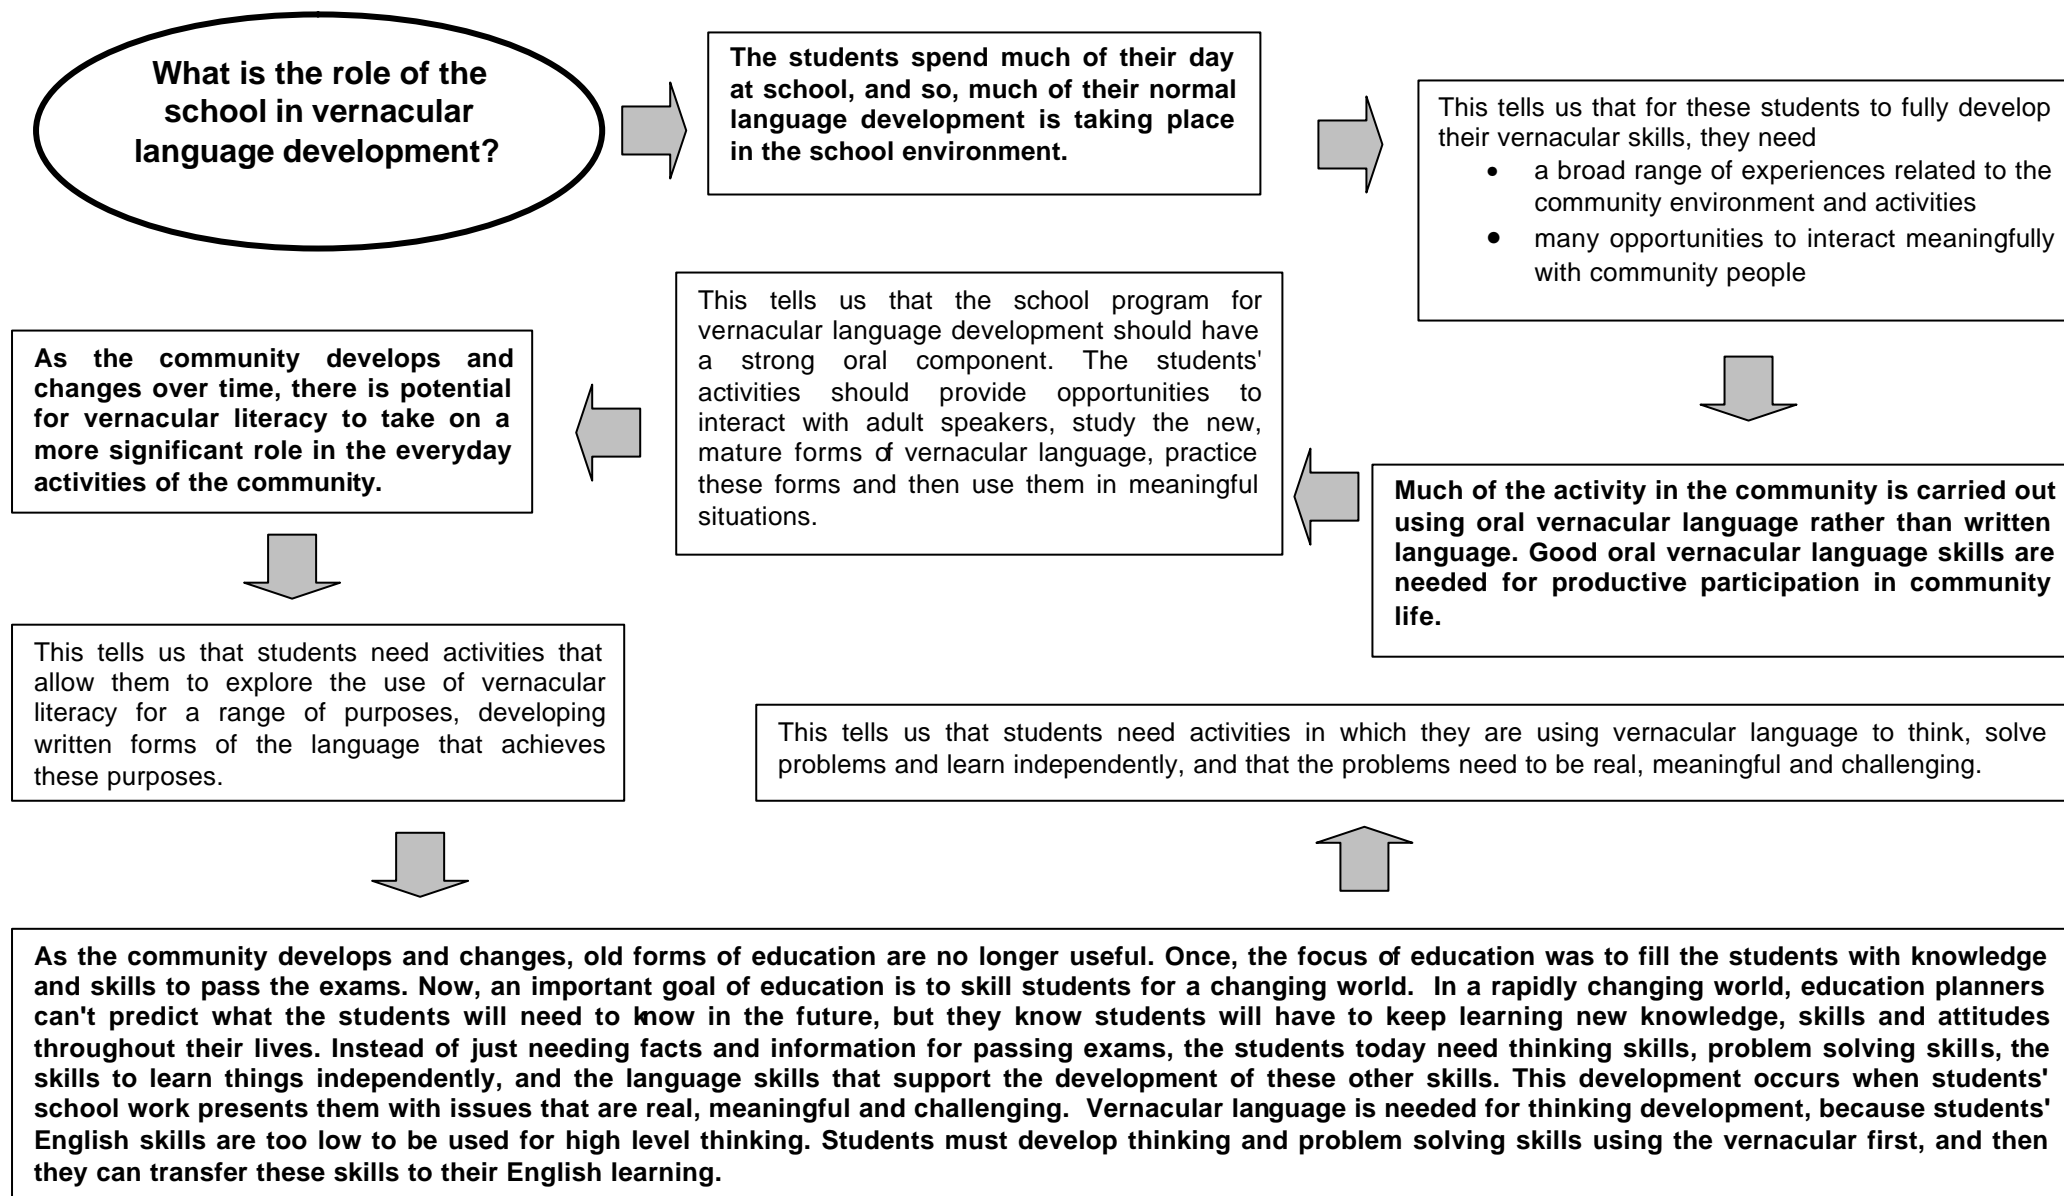 What is the role of the
school in vernacular
language development?
The students spend much of their day
at school, and so, much of their normal
language development is taking place
in the school environment.
This tells us that for these students to fully develop
their vernacular skills, they need
• a broad range of experiences related to the
community environment and activities
• many opportunities to interact meaningfully
with community people
Much of the activity in the community is carried out
using oral vernacular language rather than written
language. Good oral vernacular language skills are
needed for productive participation in community
life.
This tells us that the school program for
vernacular language development should have
a strong oral component. The students'
activities should provide opportunities to
interact with adult speakers, study the new,
mature forms of vernacular language, practice
these forms and then use them in meaningful
situations.
As the community develops and
changes over time, there is potential
for vernacular literacy to take on a
more significant role in the everyday
activities of the community.
This tells us that students need activities that
allow them to explore the use of vernacular
literacy for a range of purposes, developing
written forms of the language that achieves
these purposes.
As the community develops and changes, old forms of education are no longer useful. Once, the focus of education was to fill the students with knowledge
and skills to pass the exams. Now, an important goal of education is to skill students for a changing world. In a rapidly changing world, education planners
can't predict what the students will need to know in the future, but they know students will have to keep learning new knowledge, skills and attitudes
throughout their lives. Instead of just needing facts and information for passing exams, the students today need thinking skills, problem solving skills, the
skills to learn things independently, and the language skills that support the development of these other skills. This development occurs when students'
school work presents them with issues that are real, meaningful and challenging. Vernacular language is needed for thinking development, because students'
English skills are too low to be used for high level thinking. Students must develop thinking and problem solving skills using the vernacular first, and then
they can transfer these skills to their English learning.
This tells us that students need activities in which they are using vernacular language to think, solve
problems and learn independently, and that the problems need to be real, meaningful and challenging.